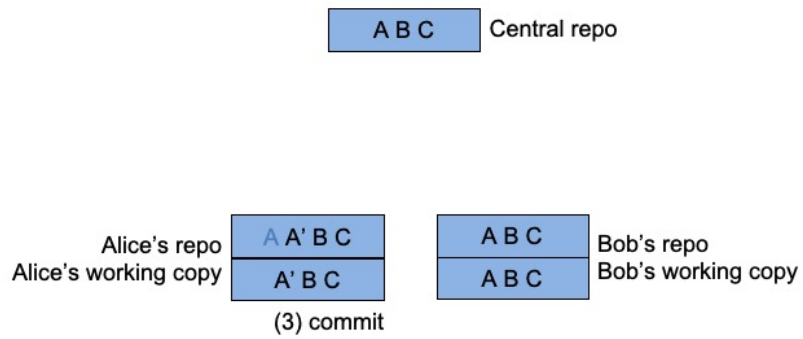 A B C Central repo
Alice's repo A A' B C A B C Bob's repo
Alice's working copy A' B C A B C Bob's working copy
(3) commit